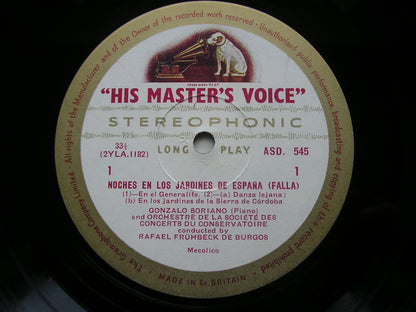 All rights of the Manufacturer and of the Owner of the recorded work reserved · Unauthorised public performance, broadcasting and copying of this record prohibited
The Gramophone Company Limited ·
"HIS MASTER'S VOICE"
STEREOPHONIC
33⅓
(2YLA.1182)
LONG PLAY
ASD. 545
1
1
NOCHES EN LOS JARDINES DE ESPAÑA (FALLA)
(1)—En el Generalife. (2)—(a) Danza lejana;
(b) En los jardines de la Sierra de Córdoba
GONZALO SORIANO (Piano)
and ORCHESTRE DE LA SOCIÉTÉ DES
CONCERTS DU CONSERVATOIRE
conducted by
RAFAEL FRÜHBECK DE BURGOS
Mecolico
MADE IN Gt. BRITAIN